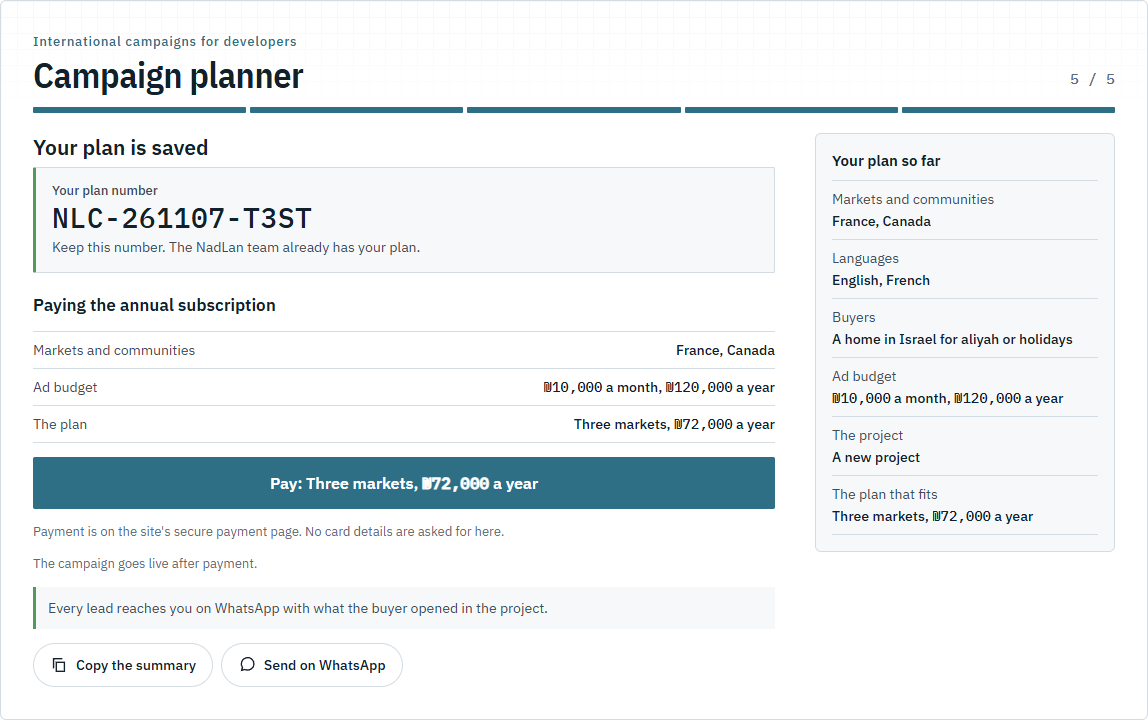 International campaigns for developers
Campaign planner
5 / 5
Your plan is saved
Your plan number
NLC-261107-T3ST
Keep this number. The NadLan team already has your plan.
Paying the annual subscription
Markets and communities
France, Canada
Ad budget
₪10,000 a month, ₪120,000 a year
The plan
Three markets, ₪72,000 a year
Pay: Three markets, ₪72,000 a year
Payment is on the site's secure payment page. No card details are asked for here.
The campaign goes live after payment.
Every lead reaches you on WhatsApp with what the buyer opened in the project.
Copy the summary
Send on WhatsApp
Your plan so far
Markets and communities
France, Canada
Languages
English, French
Buyers
A home in Israel for aliyah or holidays
Ad budget
₪10,000 a month, ₪120,000 a year
The project
A new project
The plan that fits
Three markets, ₪72,000 a year